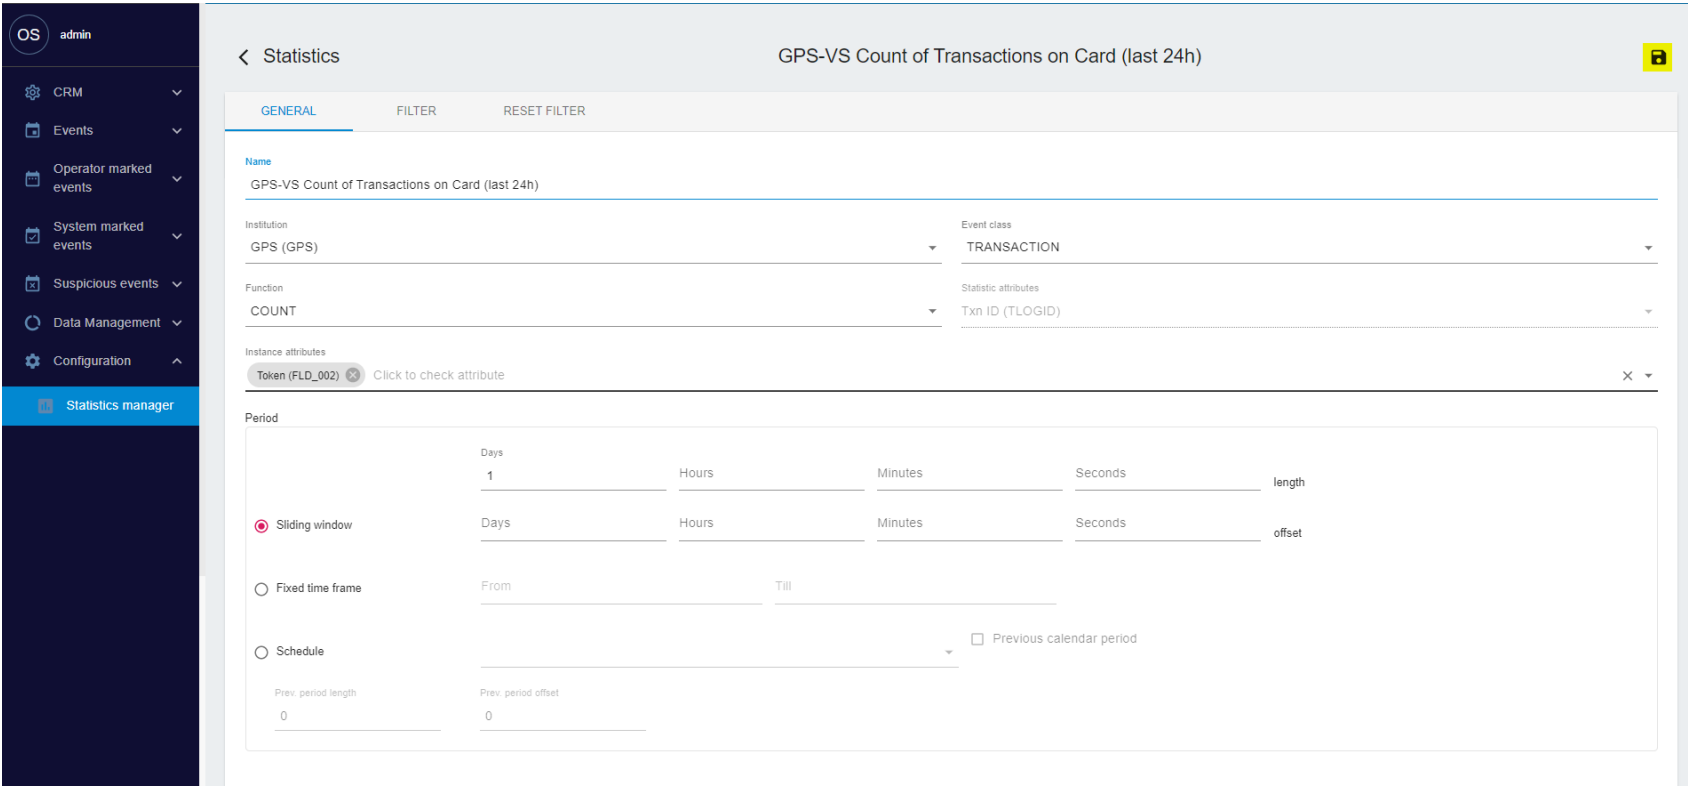 OS admin
CRM
Events
Operator marked
events
System marked
events
Suspicious events
Data Management
Configuration
Statistics manager
Statistics
GPS-VS Count of Transactions on Card (last 24h)
GENERAL FILTER RESET FILTER
Name
GPS-VS Count of Transactions on Card (last 24h)
Institution Event class
GPS (GPS) TRANSACTION
Function Statistic attributes
COUNT Txn ID (TLOGID)
Instance attributes
Token (FLD_002) Click to check attribute
Period
Days
1 Hours Minutes Seconds length
Sliding window Days Hours Minutes Seconds offset
Fixed time frame From Till
Schedule Previous calendar period
Prev. period length Prev. period offset
0 0